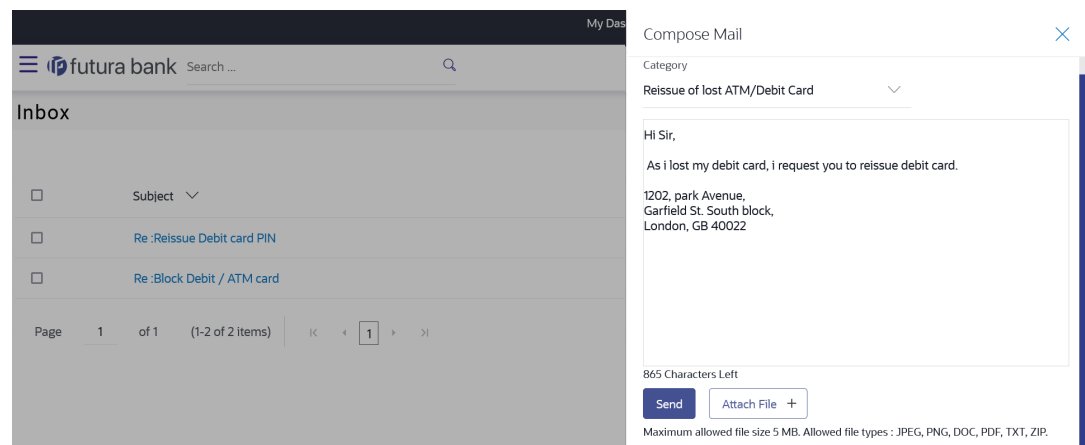 My Das
futura bank Search ...
Inbox
Subject
Re :Reissue Debit card PIN
Re :Block Debit / ATM card
Page 1 of 1 (1-2 of 2 items) 1
Compose Mail
Category
Reissue of lost ATM/Debit Card
Hi Sir,
As i lost my debit card, i request you to reissue debit card.
1202, park Avenue,
Garfield St. South block,
London, GB 40022
865 Characters Left
Send Attach File +
Maximum allowed file size 5 MB. Allowed file types : JPEG, PNG, DOC, PDF, TXT, ZIP.